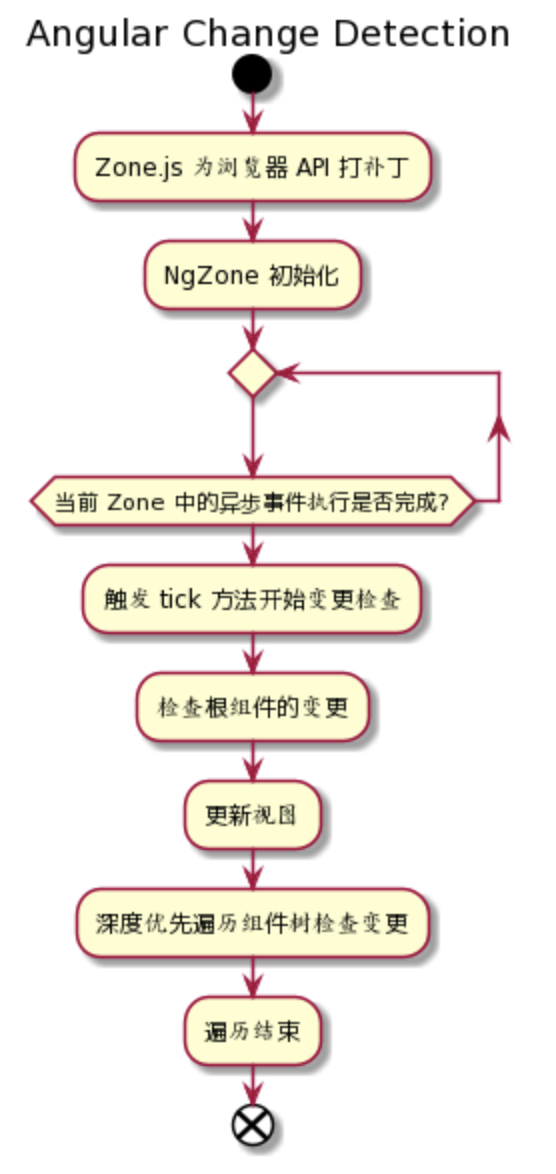 Angular Change Detection
Zone.js 为浏览器 API 打补丁
NgZone 初始化
当前 Zone 中的异步事件执行是否完成?
触发 tick 方法开始变更检查
检查根组件的变更
更新视图
深度优先遍历组件树检查变更
遍历结束